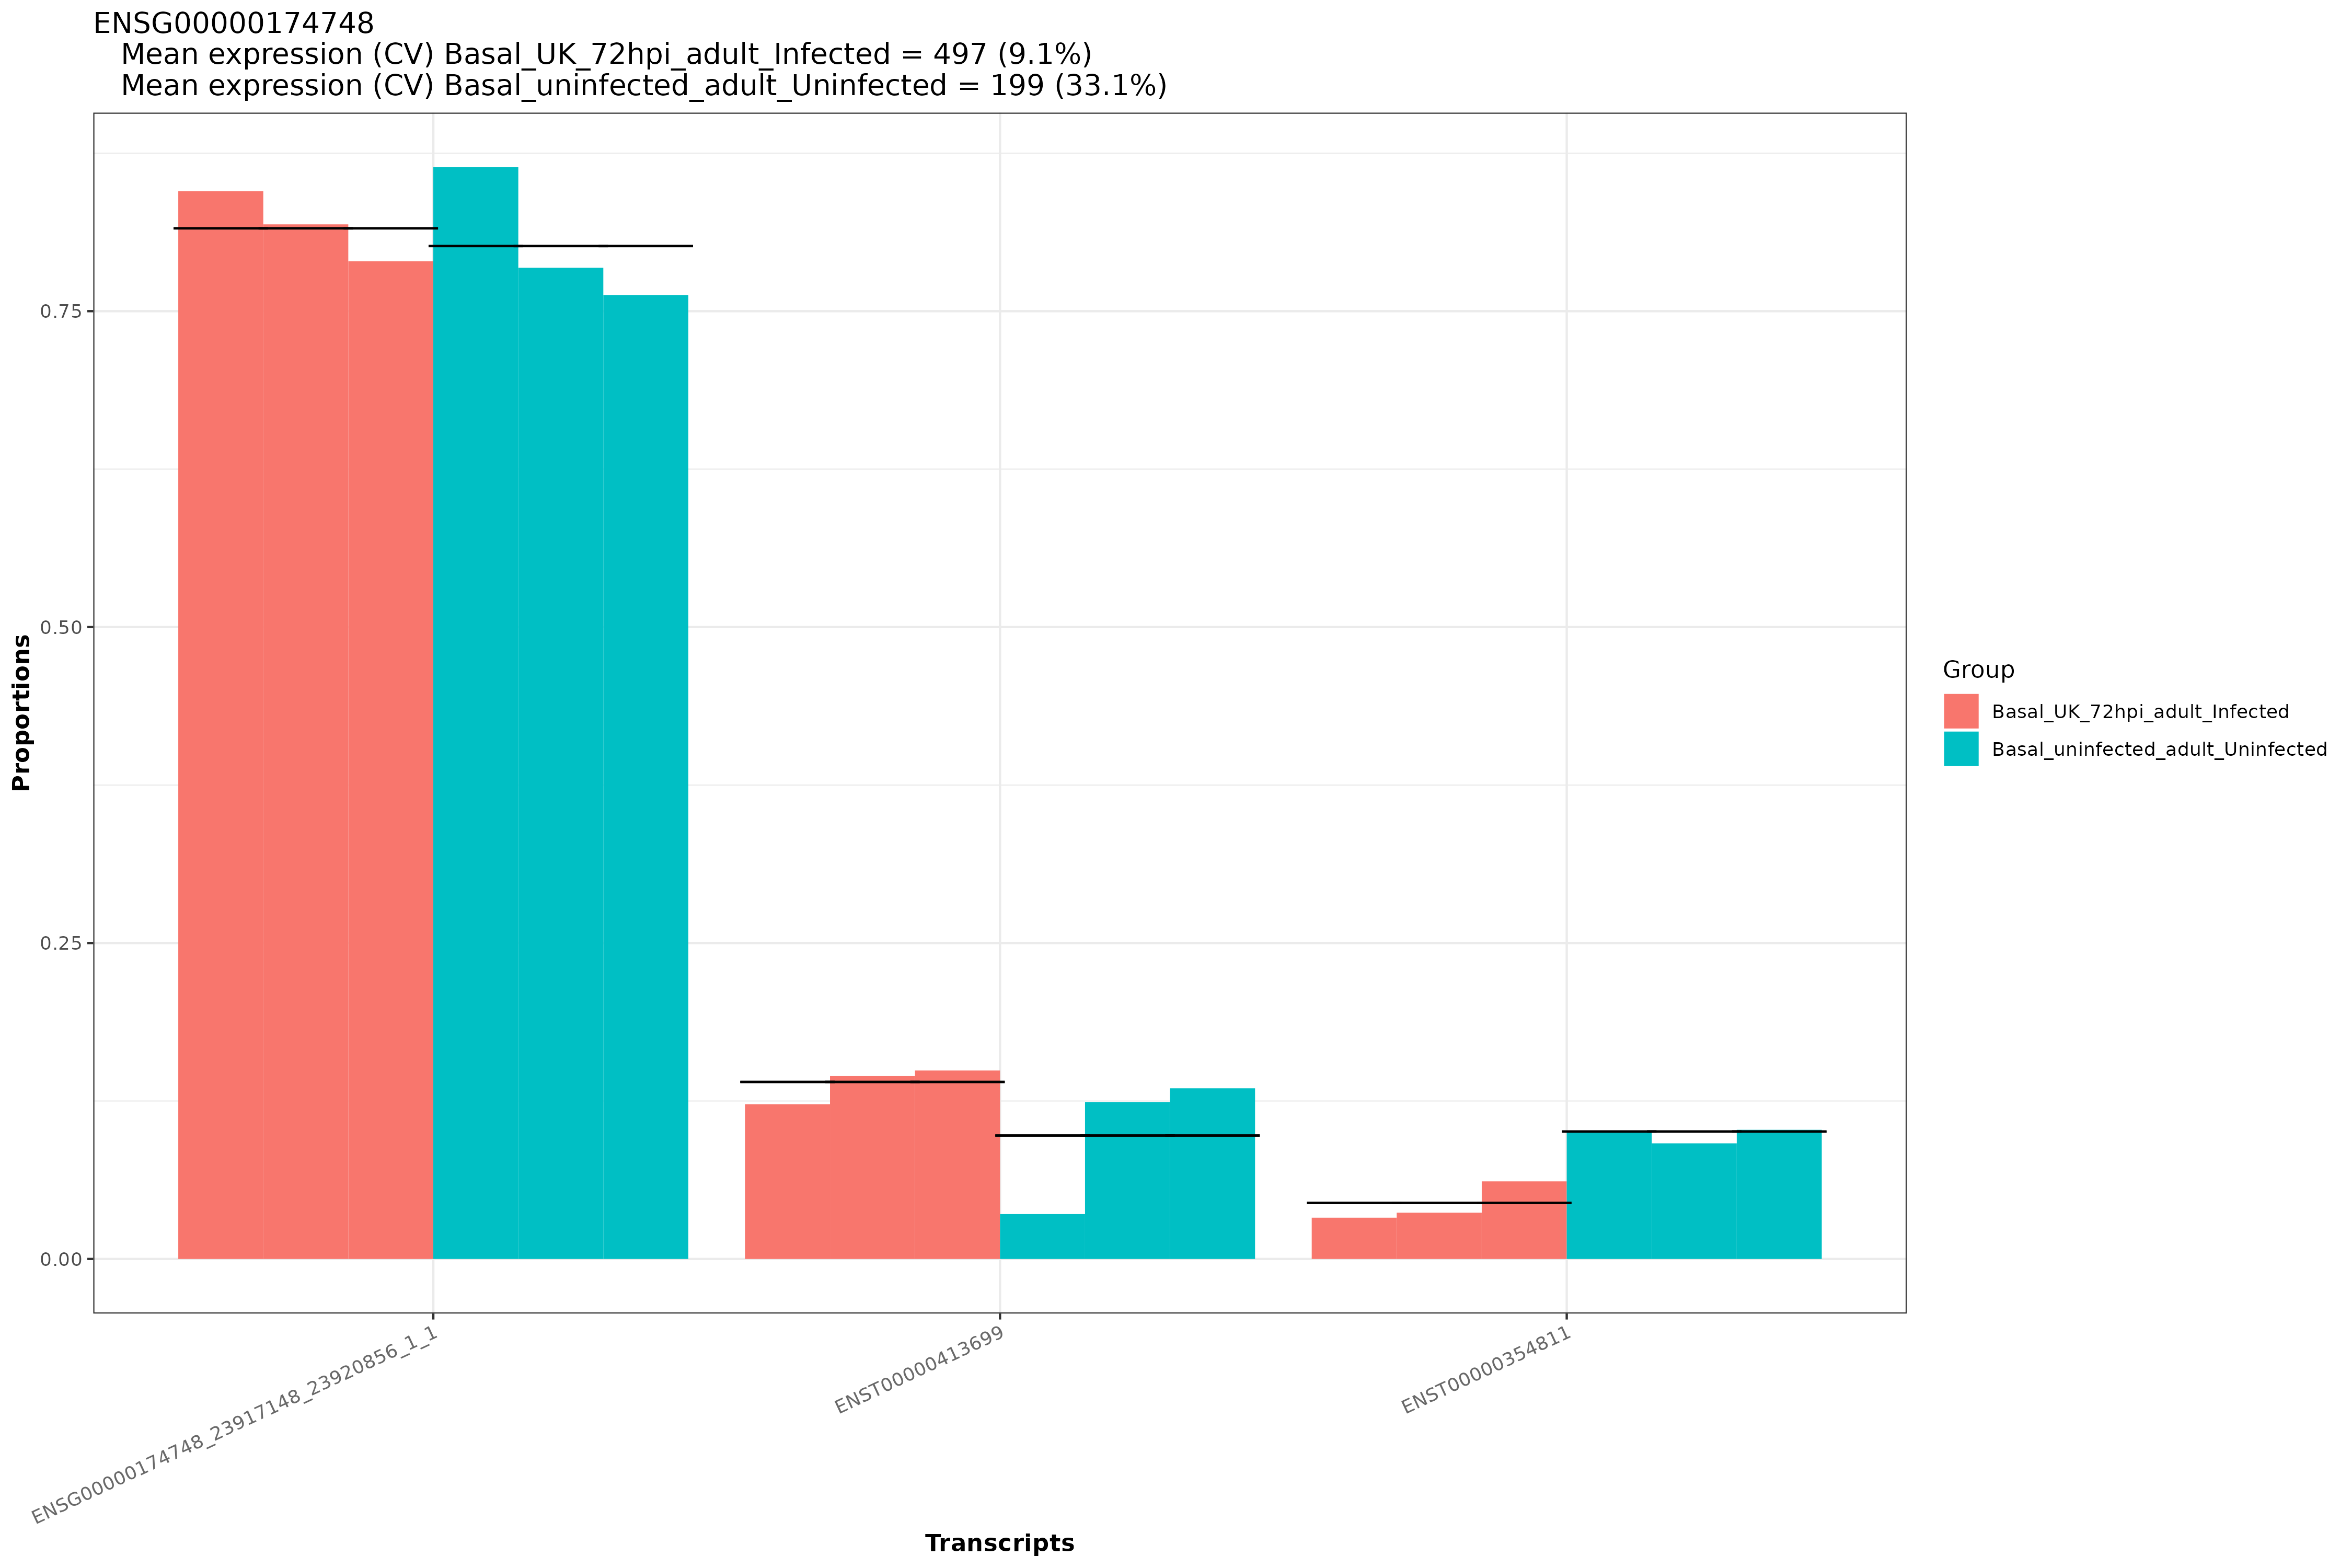 ENSG00000174748
Mean expression (CV) Basal_UK_72hpi_adult_Infected = 497 (9.1%)
Mean expression (CV) Basal_uninfected_adult_Uninfected = 199 (33.1%)
Proportions
0.75
0.50
0.25
0.00
ENSG00000174748_23917148_23920856_1_1
ENST00000413699
ENST00000354811
Transcripts
Group
Basal_UK_72hpi_adult_Infected
Basal_uninfected_adult_Uninfected